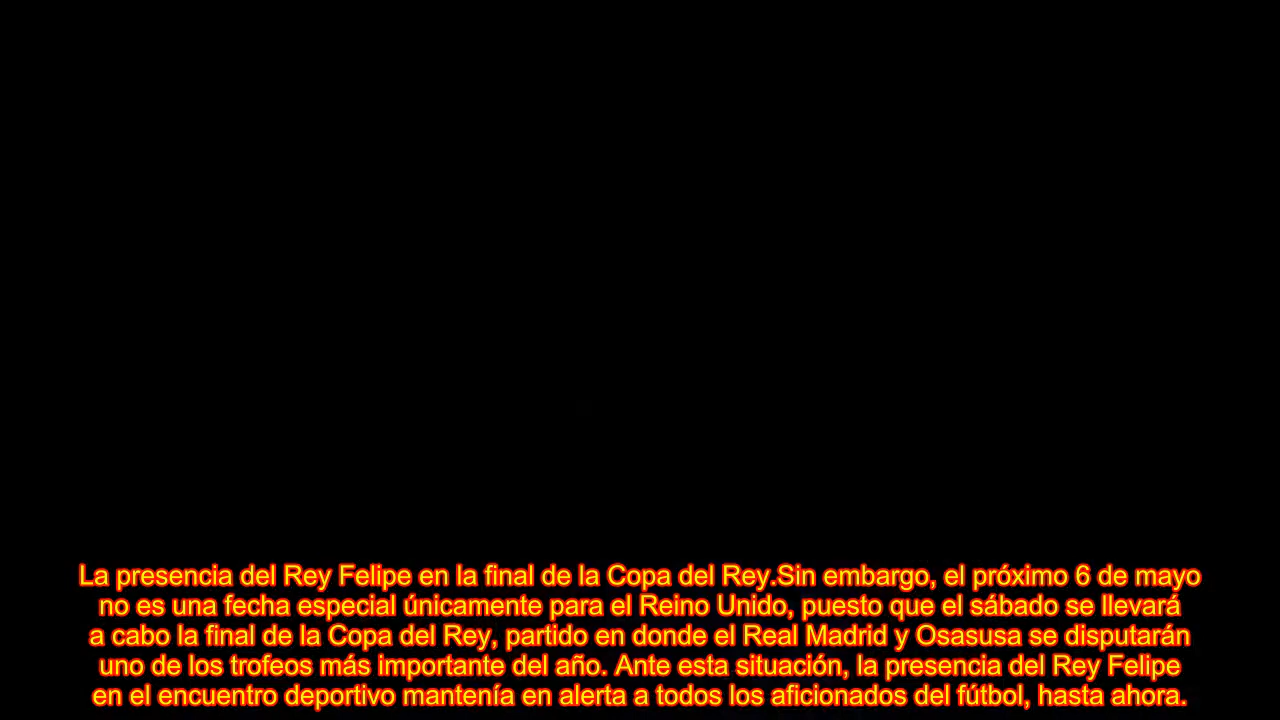 La presencia del Rey Felipe en la final de la Copa del Rey.Sin embargo, el próximo 6 de mayo
no es una fecha especial únicamente para el Reino Unido, puesto que el sábado se llevará
a cabo la final de la Copa del Rey, partido en donde el Real Madrid y Osasusa se disputarán
uno de los trofeos más importante del año. Ante esta situación, la presencia del Rey Felipe
en el encuentro deportivo mantenía en alerta a todos los aficionados del fútbol, hasta ahora.